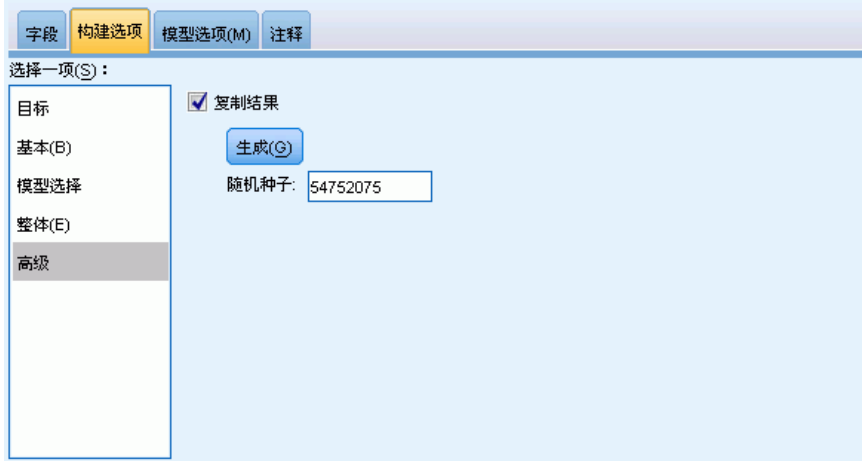 字段 构建选项 模型选项(M) 注释
选择一项(S)：
目标
基本(B)
模型选择
整体(E)
高级
复制结果
生成(G)
随机种子: 54752075